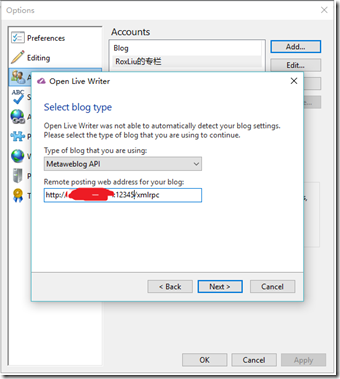 Options
Preferences
Editing
Accounts
Blog
RoxLiu的专栏
Add...
Edit...
Open Live Writer
Select blog type
Open Live Writer was not able to automatically detect your blog settings.
Please select the type of blog that you are using to continue.
Type of blog that you are using:
Metaweblog API
Remote posting web address for your blog:
http://
:12345/xmlrpc
< Back
Next >
Cancel
OK
Cancel
Apply